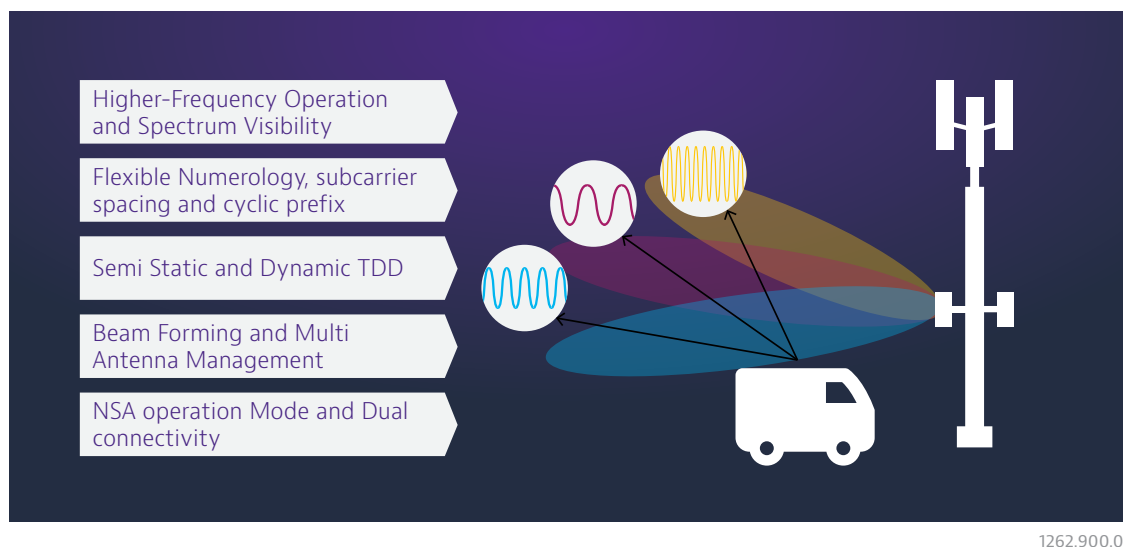 Higher-Frequency Operation
and Spectrum Visibility
Flexible Numerology, subcarrier
spacing and cyclic prefix
Semi Static and Dynamic TDD
Beam Forming and Multi
Antenna Management
NSA operation Mode and Dual
connectivity
1262.900.0